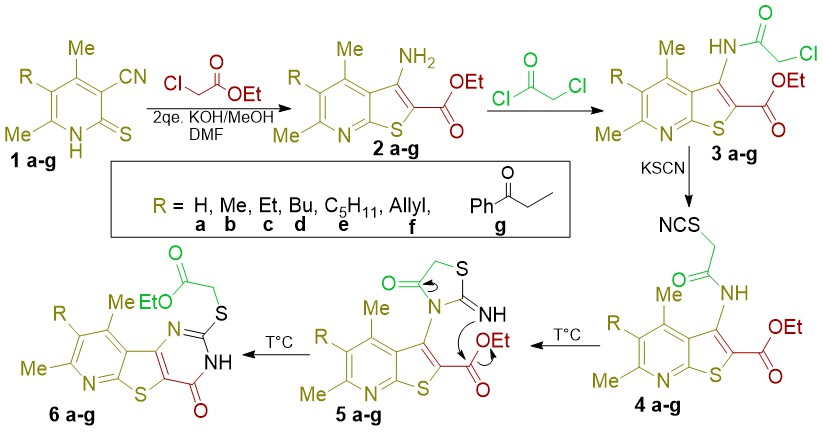 Me
R
CN
Me
N
H
S
1 a-g
Cl
O
OEt
2qe. KOH/MeOH
DMF
Me
NH2
R
OEt
Me
N
S
O
2 a-g
O
Cl
Cl
O
HN
Cl
Me
R
OEt
Me
N
S
O
3 a-g
KSCN
R = H, Me, Et, Bu, C5H11, Allyl,
a b c d e f
O
Ph
g
NCS
O
NH
Me
R
OEt
Me
N
S
O
4 a-g
T°C
O
S
N
NH
Me
R
OEt
Me
N
S
O
5 a-g
T°C
O
EtO
S
Me
R
N
NH
Me
N
S
O
6 a-g